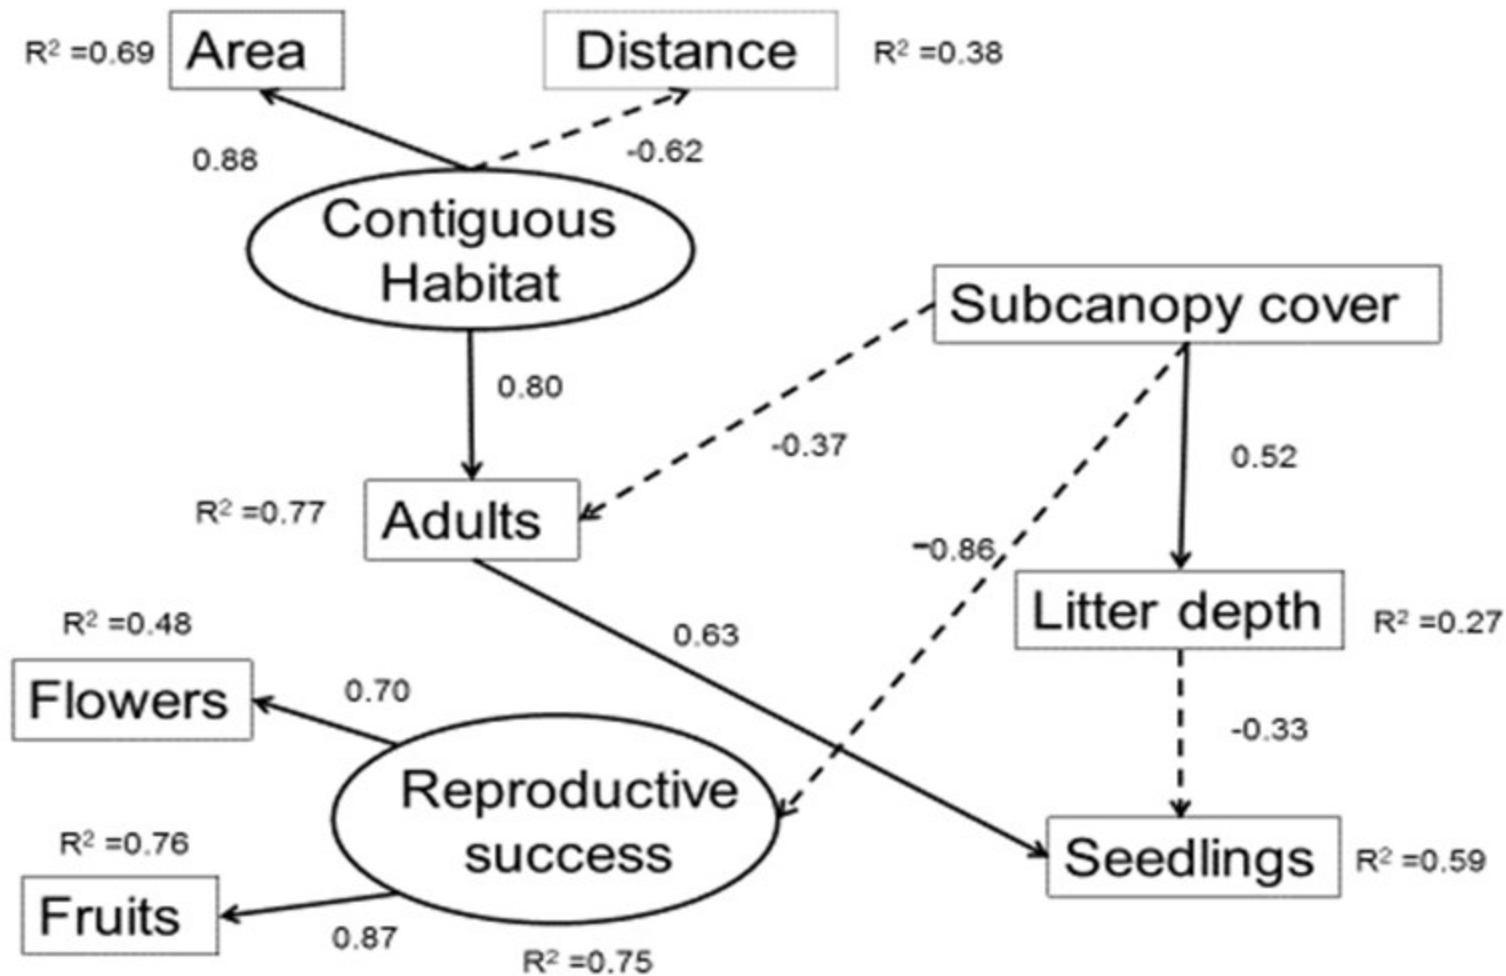 R² =0.69
Area
Distance
R² =0.38
0.88
-0.62
Contiguous
Habitat
Subcanopy cover
0.80
-0.37
0.52
R² =0.77
Adults
−0.86
Litter depth
R² =0.27
R² =0.48
0.63
Flowers
0.70
-0.33
Reproductive
success
R² =0.76
Seedlings
R² =0.59
Fruits
0.87
R² =0.75